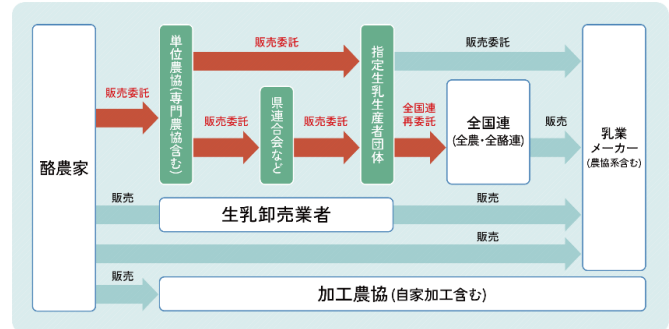 酪農家
販売委託
単位農協(専門農協含む)
販売委託
販売委託
県連合会など
販売委託
指定生乳生産者団体
販売委託
全国連
再委託
全国連
(全農・全酪連)
販売
乳業
メーカー
(農協系含む)
販売
生乳卸売業者
販売
販売
販売
加工農協(自家加工含む)